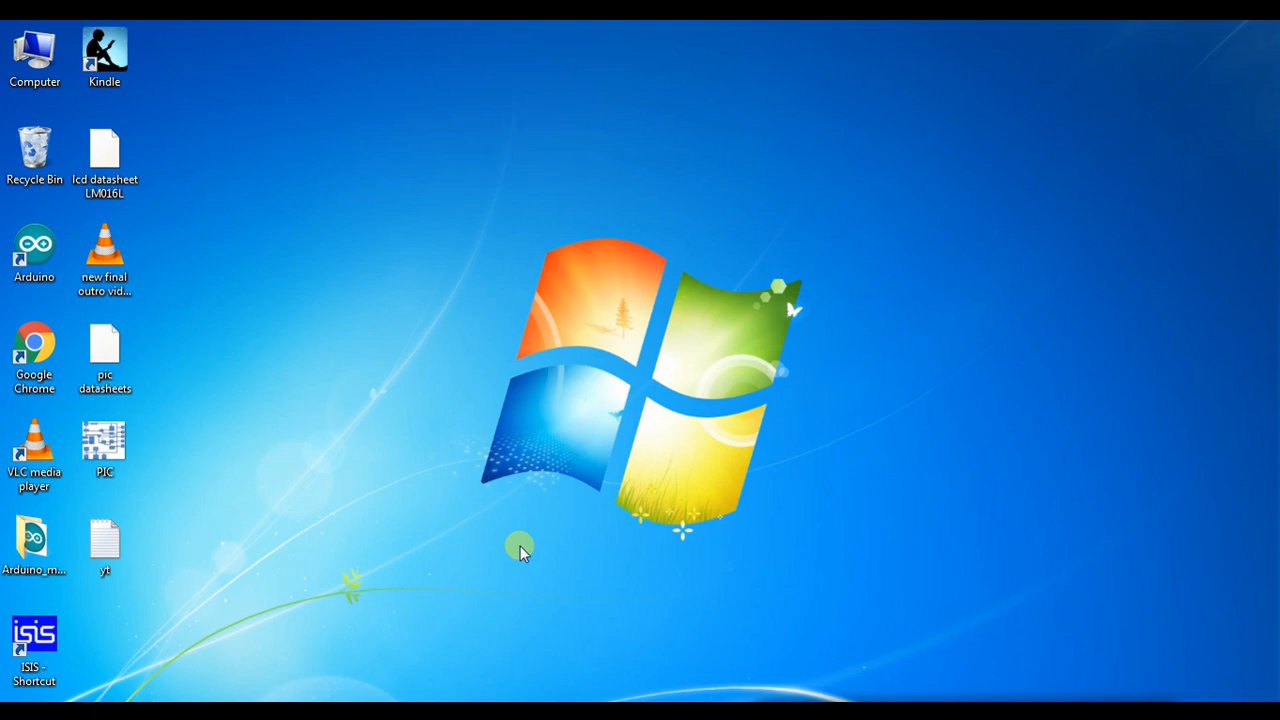 Computer
Kindle
Recycle Bin
lcd datasheet
LM016L
Arduino
new final
outro vid...
Google
Chrome
pic
datasheets
VLC media
player
PIC
Arduino_m...
yt
isis
ISIS -
Shortcut